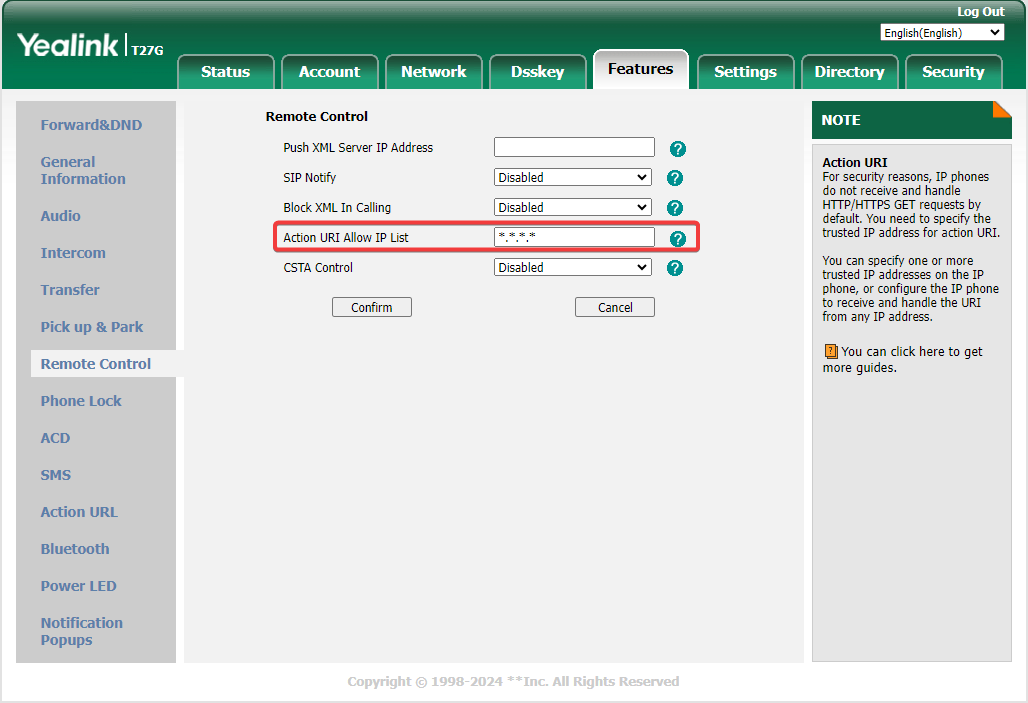 Log Out
Yealink | T27G
English(English)
Status
Account
Network
Dsskey
Features
Settings
Directory
Security
Forward&DND
General
Information
Audio
Intercom
Transfer
Pick up & Park
Remote Control
Phone Lock
ACD
SMS
Action URL
Bluetooth
Power LED
Notification
Popups
Remote Control
Push XML Server IP Address
?
SIP Notify
Disabled
?
Block XML In Calling
Disabled
?
Action URI Allow IP List
*.*.*.*
?
CSTA Control
Disabled
?
Confirm
Cancel
NOTE
Action URI
For security reasons, IP phones
do not receive and handle
HTTP/HTTPS GET requests by
default. You need to specify the
trusted IP address for action URI.
You can specify one or more
trusted IP addresses on the IP
phone, or configure the IP phone
to receive and handle the URI
from any IP address.
? You can click here to get
more guides.
Copyright © 1998-2024 **Inc. All Rights Reserved